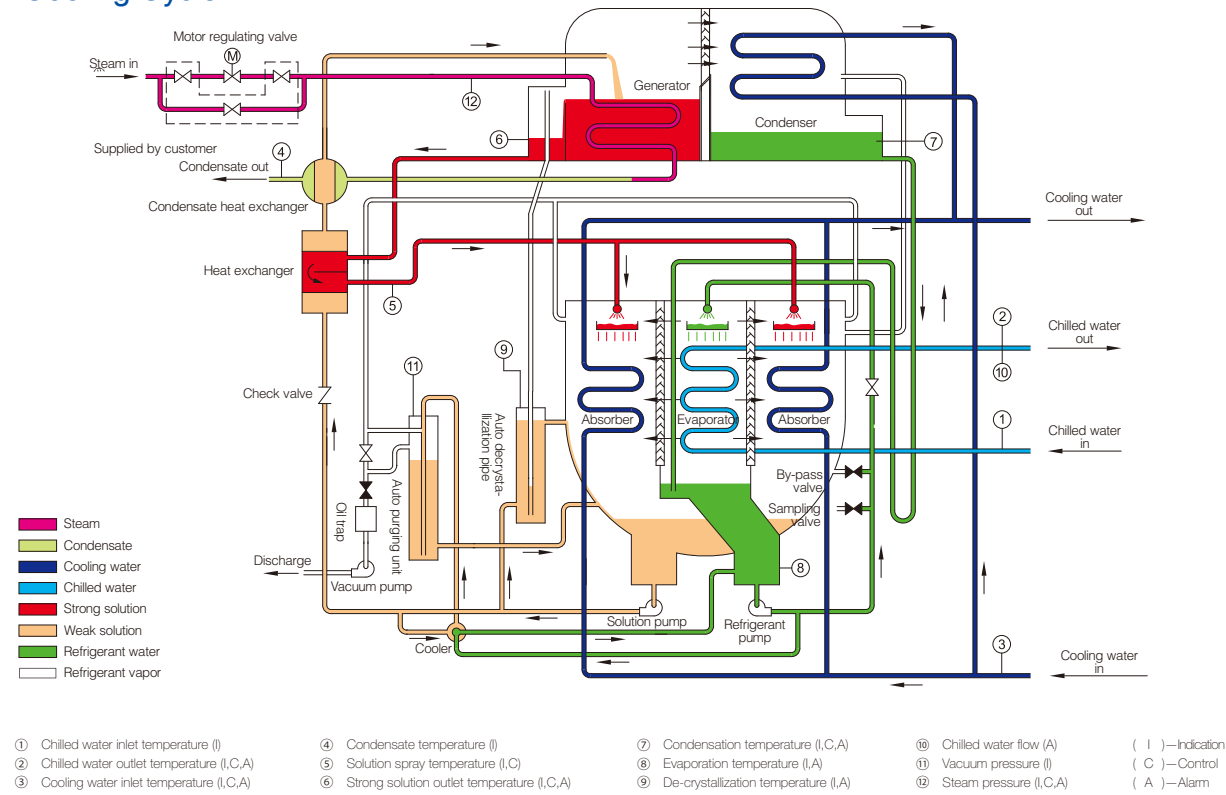 Motor regulating valve
M
Steam in
12
Generator
Condenser
6
7
Supplied by customer
4
Condensate out
Condensate heat exchanger
Cooling water
out
Heat exchanger
5
2
Chilled water
out
10
9
11
Check valve
Auto decrysta-
llization pipe
Absorber
Evaporator
Absorber
1
Chilled water
in
By-pass
valve
Sampling
valve
Oil trap
Auto purging unit
Discharge
Vacuum pump
8
Solution pump
Refrigerant
pump
Cooler
3
Cooling water
in
Steam
Condensate
Cooling water
Chilled water
Strong solution
Weak solution
Refrigerant water
Refrigerant vapor
① Chilled water inlet temperature (I)
② Chilled water outlet temperature (I,C,A)
③ Cooling water inlet temperature (I,C,A)
④ Condensate temperature (I)
⑤ Solution spray temperature (I,C)
⑥ Strong solution outlet temperature (I,C,A)
⑦ Condensation temperature (I,C,A)
⑧ Evaporation temperature (I,A)
⑨ De-crystallization temperature (I,A)
⑩ Chilled water flow (A)
⑪ Vacuum pressure (I)
⑫ Steam pressure (I,C,A)
( I )—Indication
( C )—Control
( A )—Alarm